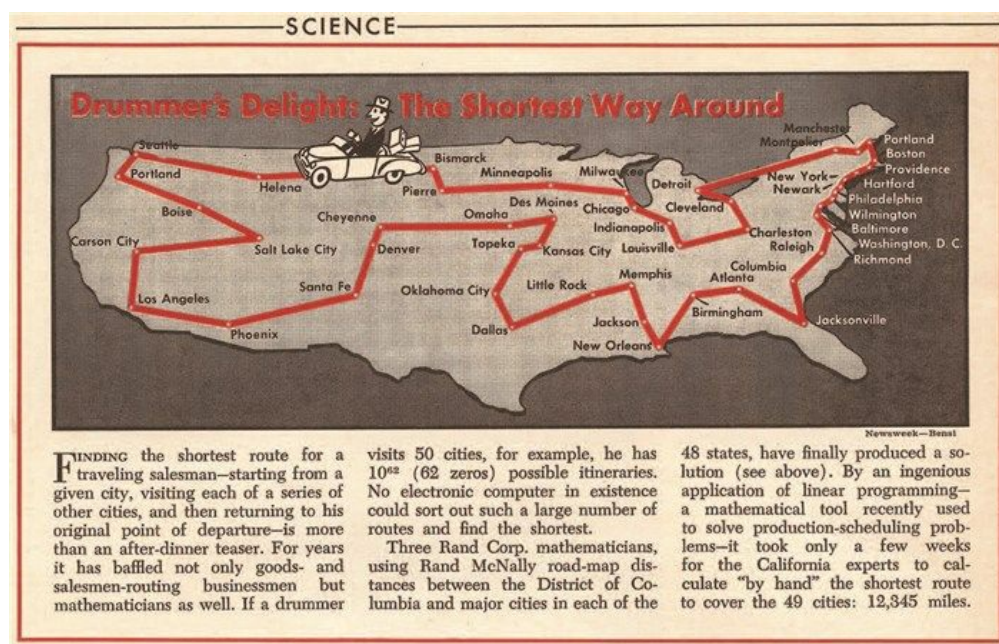 SCIENCE
Drummer's Delight: The Shortest Way Around
Seattle
Portland
Helena
Boise
Carson City
Salt Lake City
Los Angeles
Phoenix
Santa Fe
Denver
Cheyenne
Bismarck
Pierre
Minneapolis
Milwaukee
Des Moines
Omaha
Chicago
Topeka
Kansas City
Indianapolis
Louisville
Oklahoma City
Little Rock
Memphis
Dallas
Jackson
New Orleans
Birmingham
Atlanta
Columbia
Jacksonville
Detroit
Cleveland
Charleston
Raleigh
Manchester
Montpelier
Portland
Boston
Providence
New York
Newark
Hartford
Philadelphia
Wilmington
Baltimore
Washington, D. C.
Richmond
Newsweek—Bensi
FINDING the shortest route for a
traveling salesman—starting from a
given city, visiting each of a series of
other cities, and then returning to his
original point of departure—is more
than an after-dinner teaser. For years
it has baffled not only goods- and
salesmen-routing businessmen but
mathematicians as well. If a drummer
visits 50 cities, for example, he has
10⁶² (62 zeros) possible itineraries.
No electronic computer in existence
could sort out such a large number of
routes and find the shortest.
Three Rand Corp. mathematicians,
using Rand McNally road-map dis-
tances between the District of Co-
lumbia and major cities in each of the
48 states, have finally produced a so-
lution (see above). By an ingenious
application of linear programming—
a mathematical tool recently used
to solve production-scheduling prob-
lems—it took only a few weeks
for the California experts to cal-
culate "by hand" the shortest route
to cover the 49 cities: 12,345 miles.